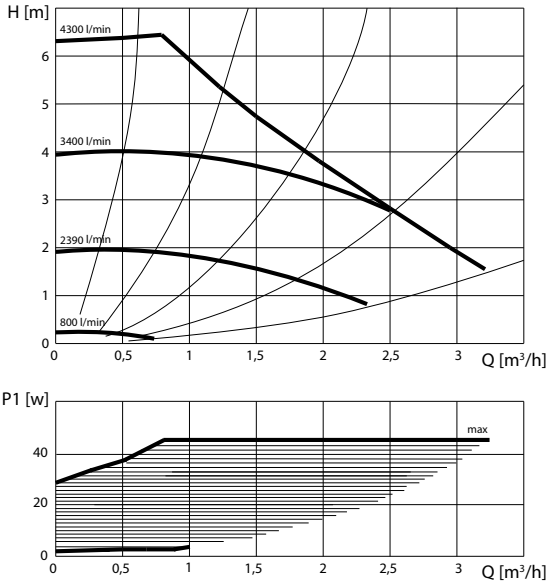 H [m]
4300 l/min
6
5
3400 l/min
4
3
2390 l/min
2
1
800 l/min
0
0 0,5 1 1,5 2 2,5 3 Q [m³/h]
P1 [w]
max
40
20
0
0 0,5 1 1,5 2 2,5 3 Q [m³/h]